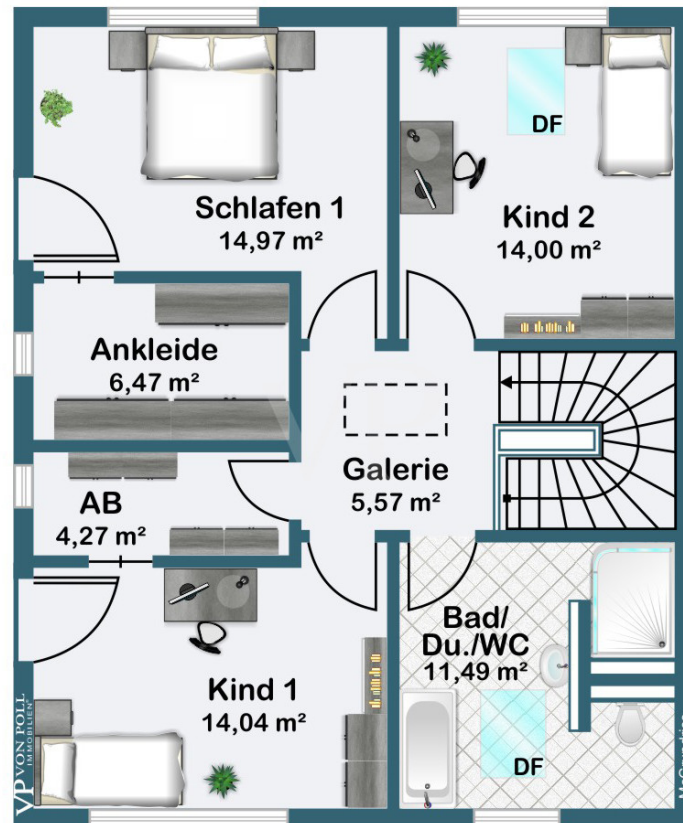 Schlafen 1
14,97 m²
DF
Kind 2
14,00 m²
Ankleide
6,47 m²
Galerie
5,57 m²
AB
4,27 m²
Bad/
Du./WC
11,49 m²
Kind 1
14,04 m²
DF
VP VON POLL
IMMOBILIEN